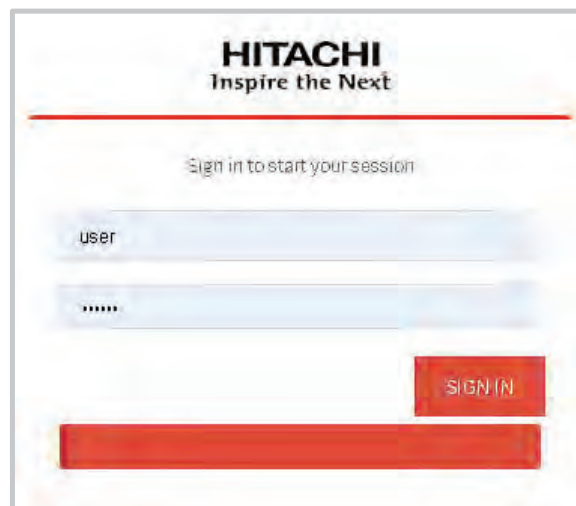 HITACHI
Inspire the Next
Sign in to start your session
user
••••••
SIGN IN